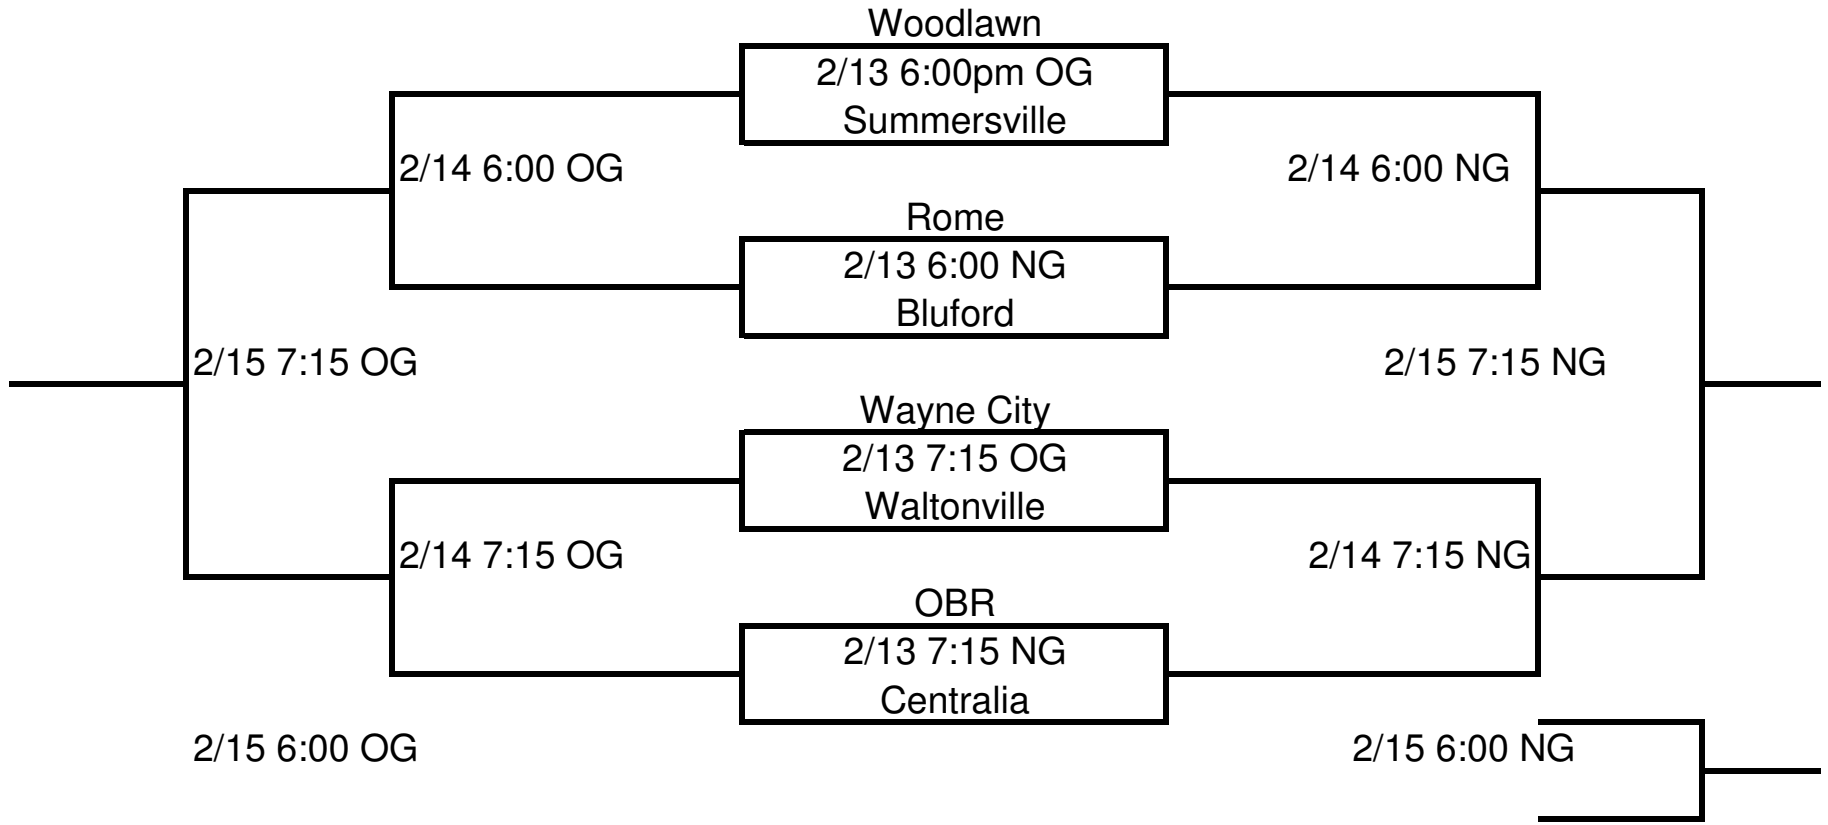 Woodlawn
2/13 6:00pm OG
Summersville
2/14 6:00 OG
2/14 6:00 NG
Rome
2/13 6:00 NG
Bluford
2/15 7:15 OG
2/15 7:15 NG
Wayne City
2/13 7:15 OG
Waltonville
2/14 7:15 OG
2/14 7:15 NG
OBR
2/13 7:15 NG
Centralia
2/15 6:00 OG
2/15 6:00 NG